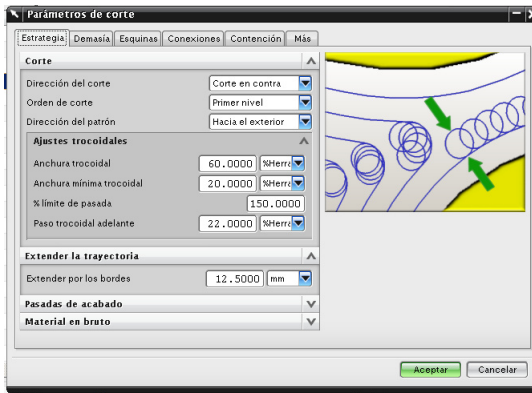 Parámetros de corte
Estrategia Demasía Esquinas Conexiones Contención Más
Corte
Dirección del corte Corte en contra
Orden de corte Primer nivel
Dirección del patrón Hacia el exterior
Ajustes trocoidales
Anchura trocoidal 60.0000 %Herra
Anchura mínima trocoidal 20.0000 %Herra
% límite de pasada 150.0000
Paso trocoidal adelante 22.0000 %Herra
Extender la trayectoria
Extender por los bordes 12.5000 mm
Pasadas de acabado
Material en bruto
Aceptar Cancelar